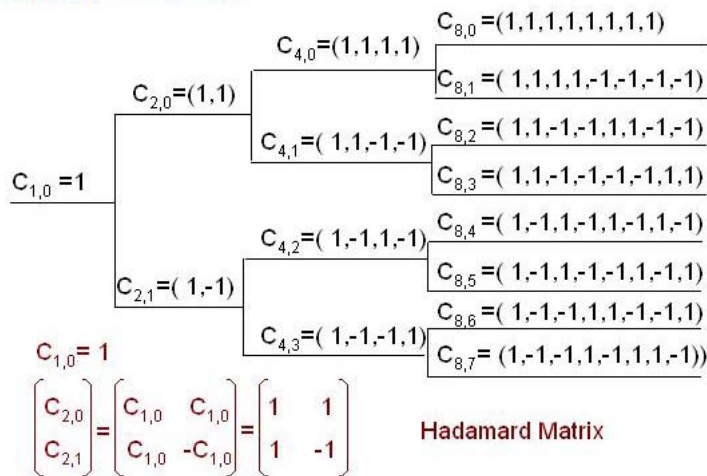 C8,0=(1,1,1,1,1,1,1,1)
C4,0=(1,1,1,1)
C8,1=( 1,1,1,1,-1,-1,-1,-1)
C2,0=(1,1)
C8,2=( 1,1,-1,-1,1,1,-1,-1)
C4,1=( 1,1,-1,-1)
C8,3=( 1,1,-1,-1,-1,-1,1,1)
C1,0 =1
C8,4=( 1,-1,1,-1,1,-1,1,-1)
C4,2=( 1,-1,1,-1)
C8,5=( 1,-1,1,-1,-1,1,-1,1)
C2,1=( 1,-1)
C8,6=( 1,-1,-1,1,1,-1,-1,1)
C4,3=( 1,-1,-1,1)
C8,7= (1,-1,-1,1,-1,1,1,-1))
C1,0= 1
C2,0 C1,0 C1,0 1 1
= =
C2,1 C1,0 -C1,0 1 -1
Hadamard Matrix